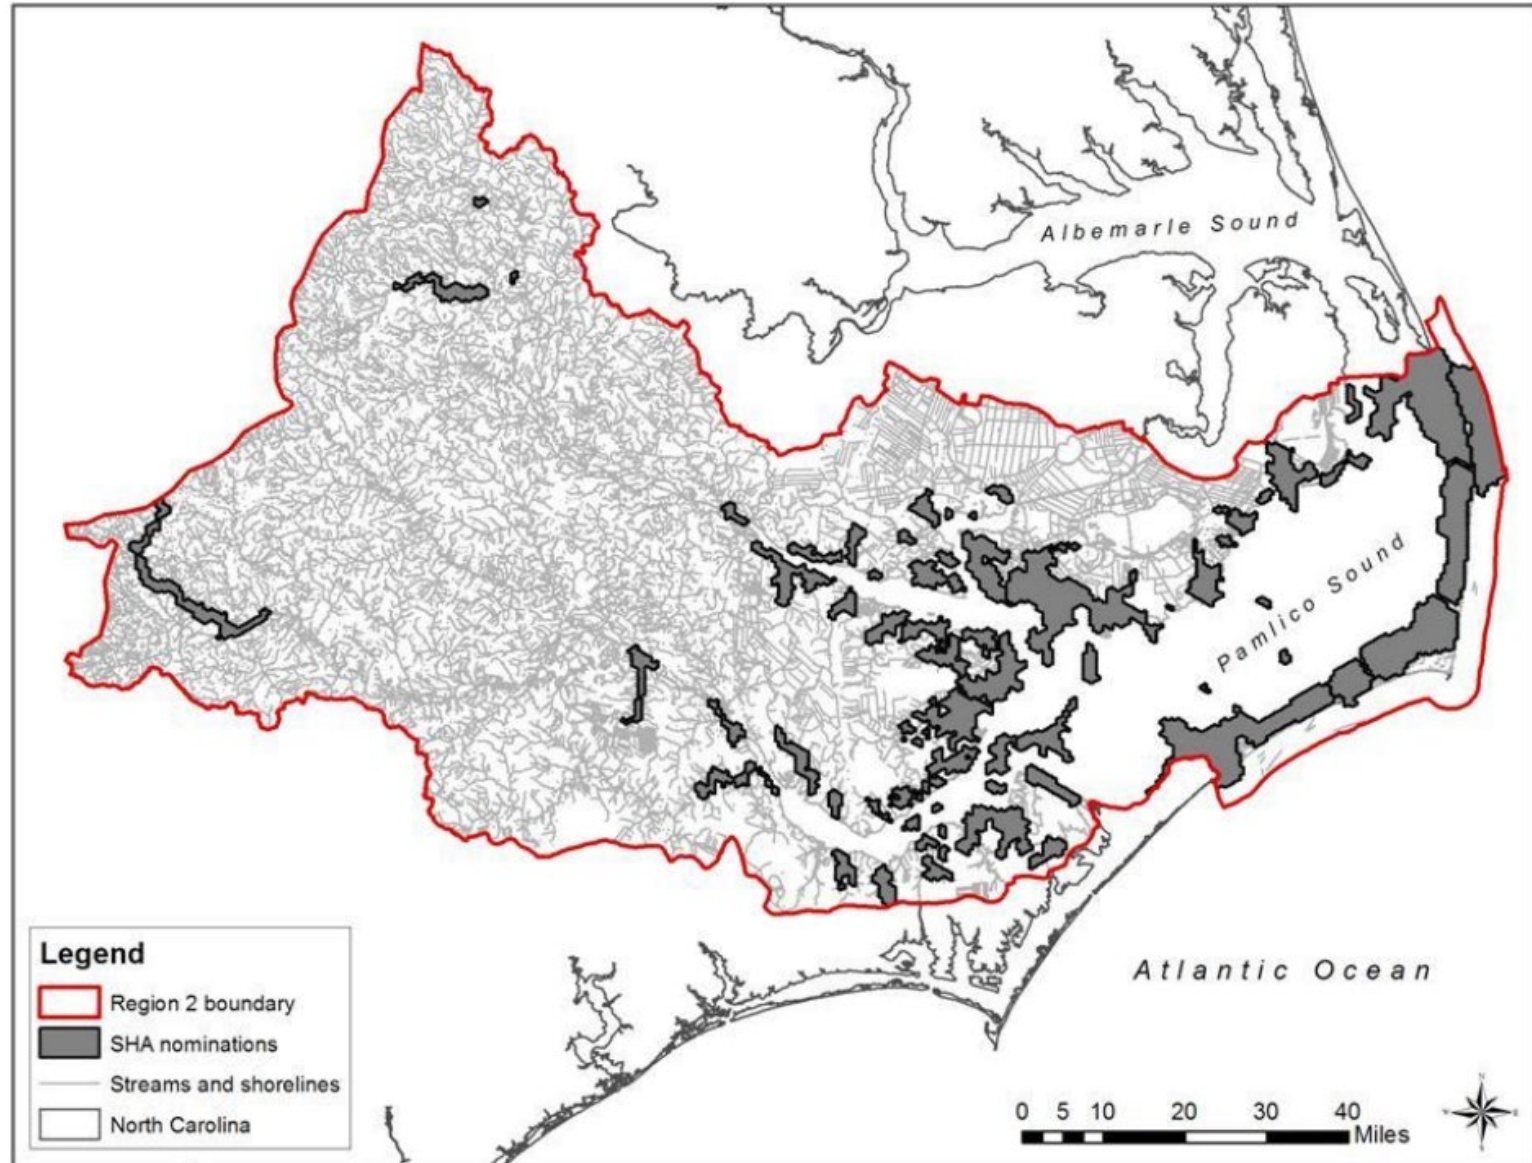 Albemarle Sound
Pamlico Sound
Atlantic Ocean
Legend
Region 2 boundary
SHA nominations
Streams and shorelines
North Carolina
0 5 10 20 30 40
Miles